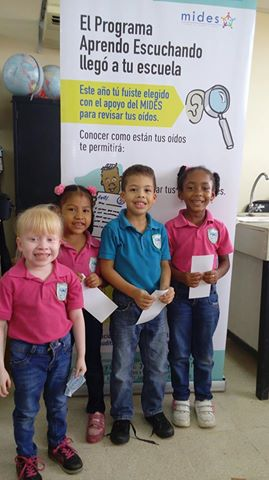 mides
El Programa
Aprendo Escuchando
llegó a tu escuela
Este año tú fuiste elegido
con el apoyo del MIDES
para revisar tus oídos.
Conocer como están tus oídos
te permitirá:
tus